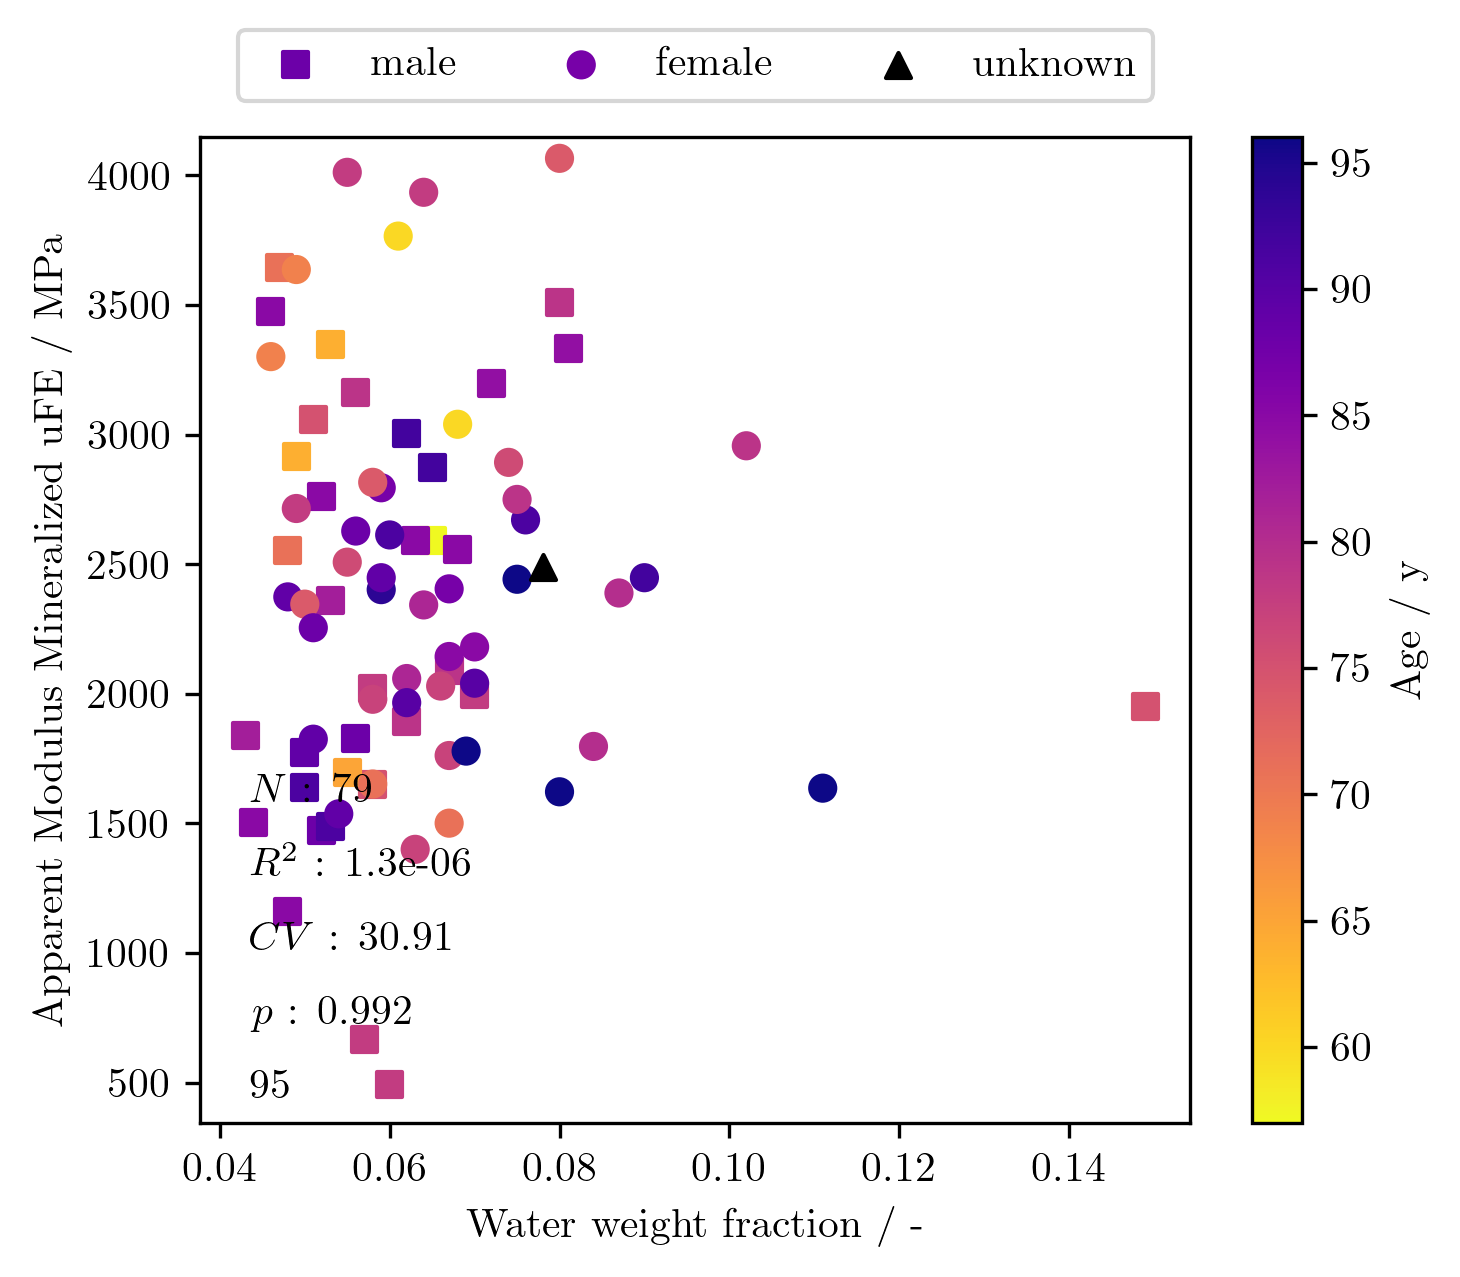 male female unknown
4000
3500
3000
2500
2000
1500
1000
500
Apparent Modulus Mineralized uFE / MPa
N : 79
R² : 1.3e-06
CV : 30.91
p : 0.992
95
0.04 0.06 0.08 0.10 0.12 0.14
Water weight fraction / -
95
90
85
80
75
70
65
60
Age / y